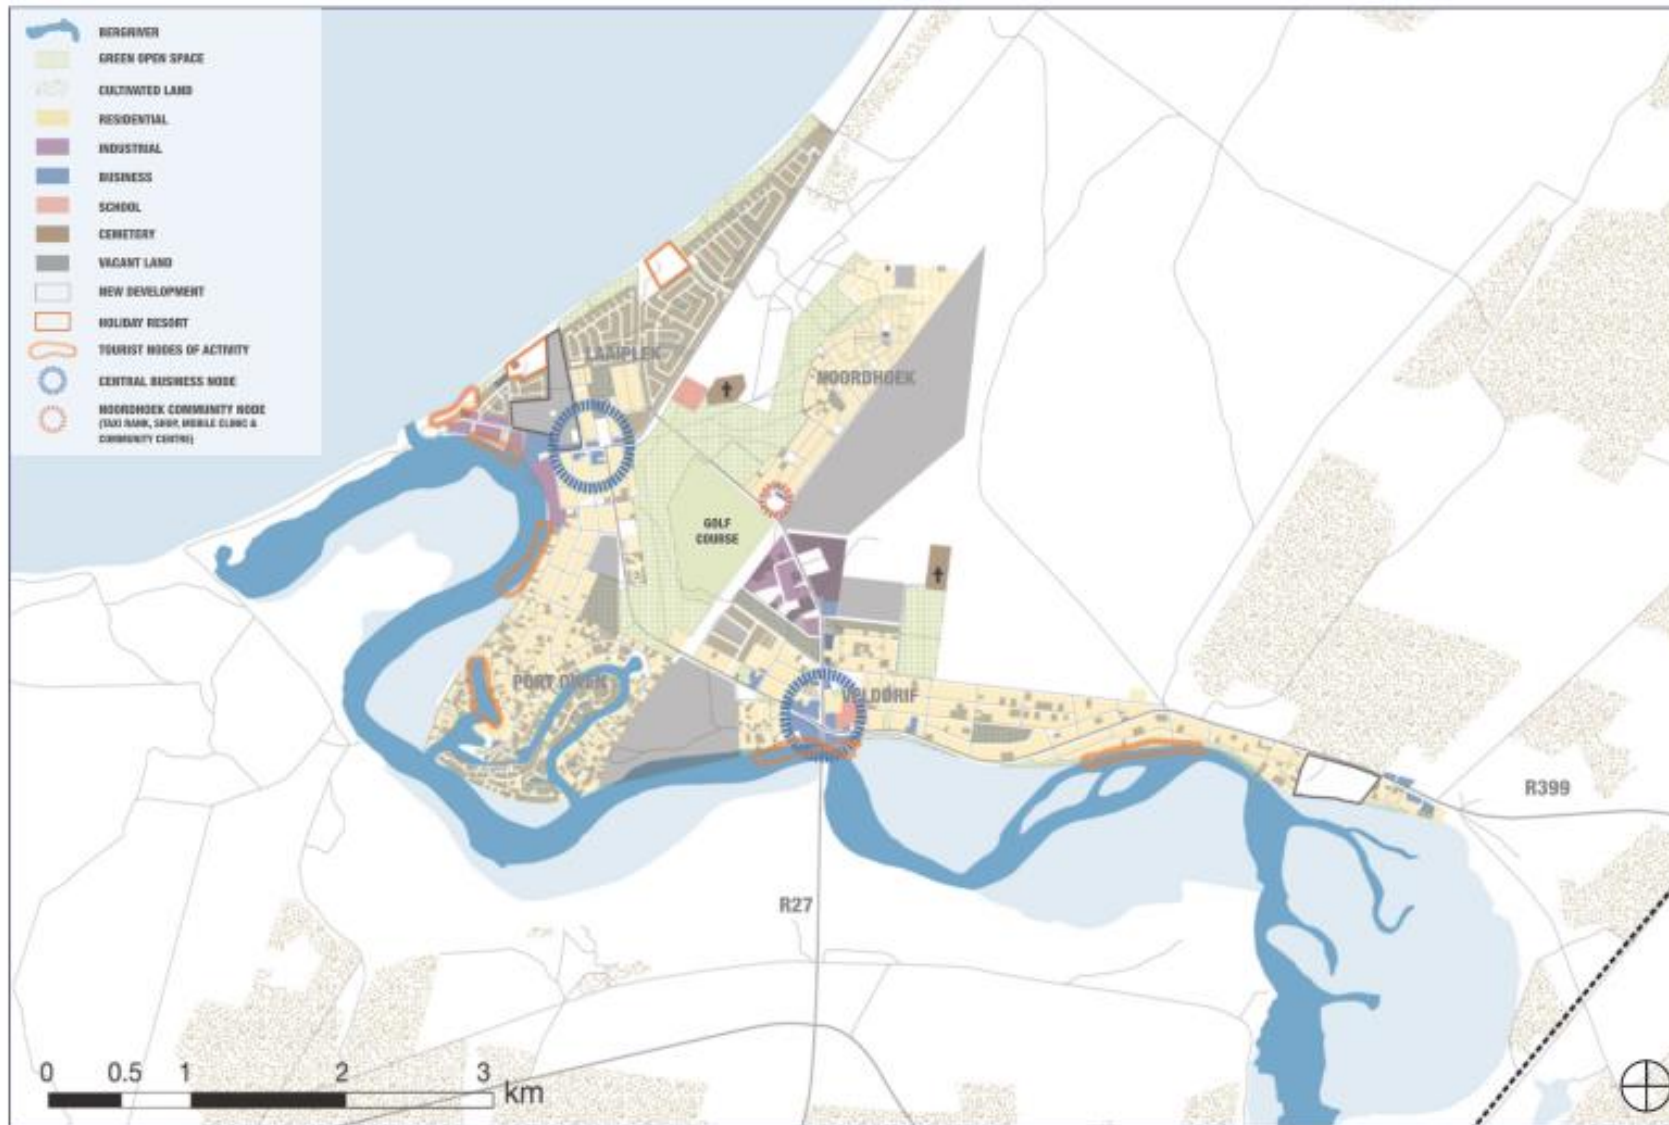 BERGRIVER
GREEN OPEN SPACE
CULTIVATED LAND
RESIDENTIAL
INDUSTRIAL
BUSINESS
SCHOOL
CEMETERY
VACANT LAND
NEW DEVELOPMENT
HOLIDAY RESORT
TOURIST NODES OF ACTIVITY
CENTRAL BUSINESS NODE
NOORDHOEK COMMUNITY NODE
(TAXI RANK, SHOP, MOBILE CLINIC &
COMMUNITY CENTRE)
LAAIPLEK
NOORDHOEK
GOLF
COURSE
PORT OWEN
VELDDRIF
R399
R27
0 0.5 1 2 3 km